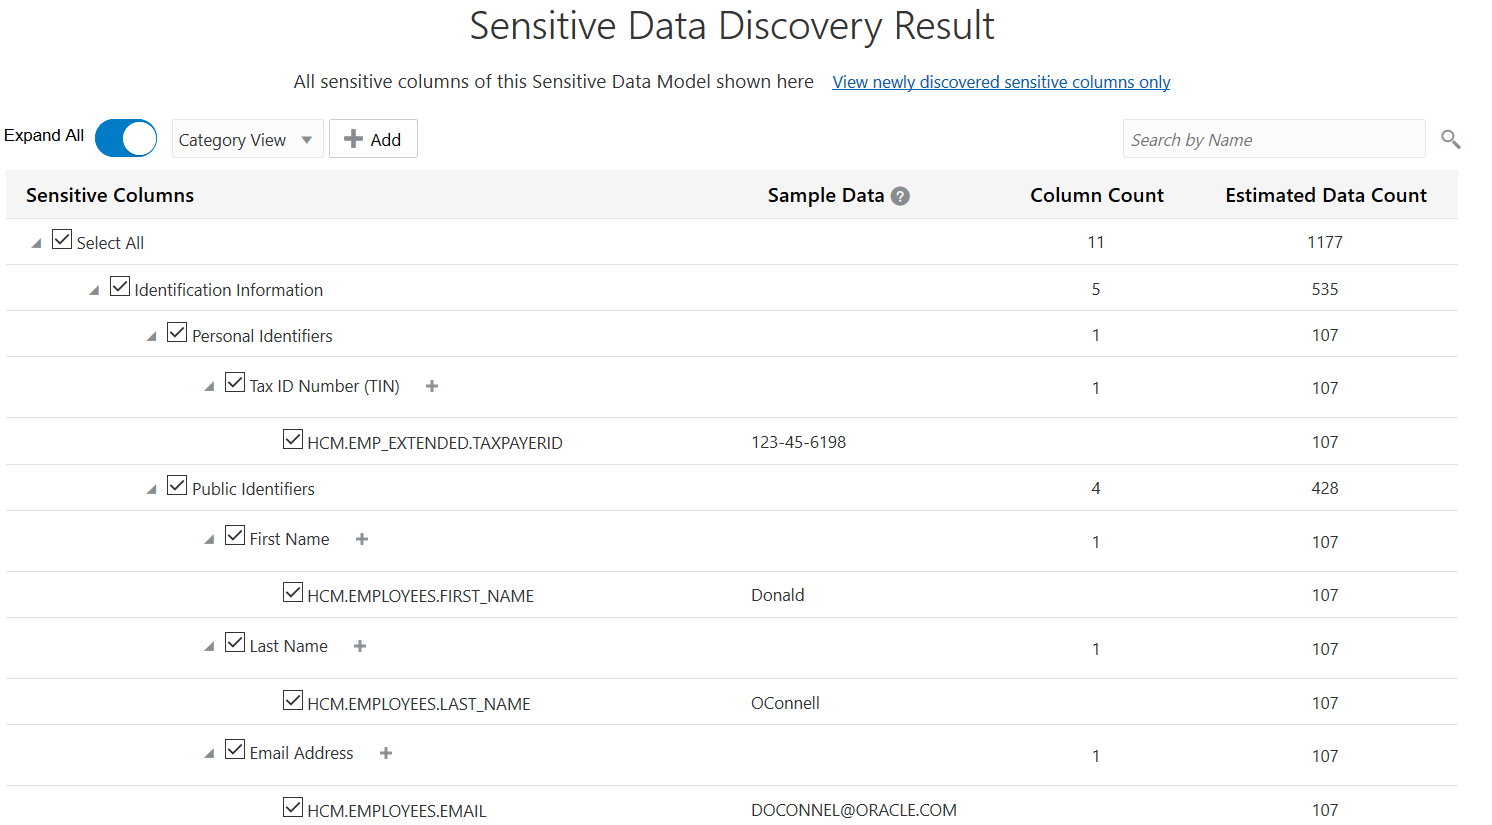 Sensitive Data Discovery Result
All sensitive columns of this Sensitive Data Model shown here View newly discovered sensitive columns only
Expand All Category View Add Search by Name
Sensitive Columns Sample Data ? Column Count Estimated Data Count
Select All 11 1177
Identification Information 5 535
Personal Identifiers 1 107
Tax ID Number (TIN) + 1 107
HCM.EMP_EXTENDED.TAXPAYERID 123-45-6198 107
Public Identifiers 4 428
First Name + 1 107
HCM.EMPLOYEES.FIRST_NAME Donald 107
Last Name + 1 107
HCM.EMPLOYEES.LAST_NAME OConnell 107
Email Address + 1 107
HCM.EMPLOYEES.EMAIL DOCONNEL@ORACLE.COM 107